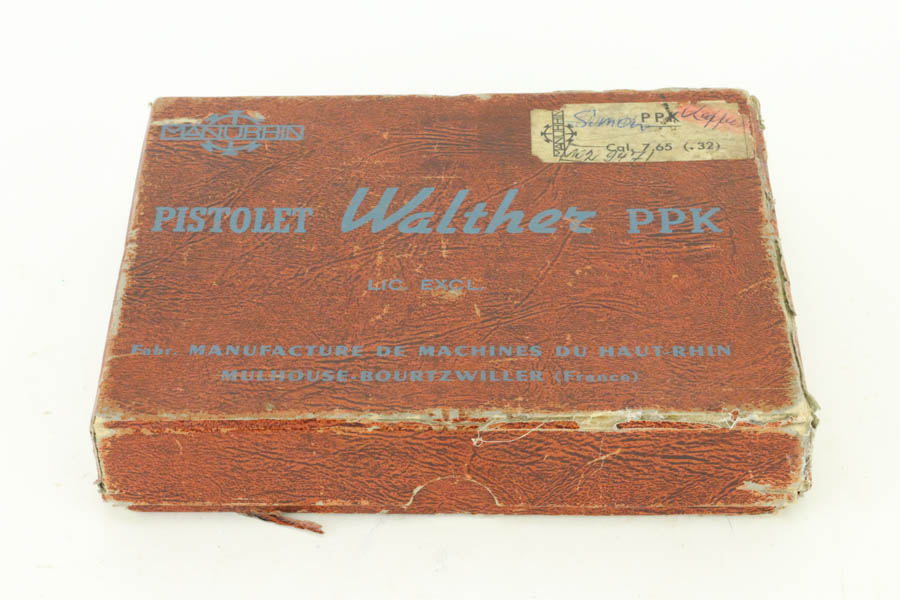 MANURHIN
Simon PPK
MANURHIN
Cal. 7,65 (.32)
PISTOLET Walther PPK
LIC. EXCL.
Fabr. MANUFACTURE DE MACHINES DU HAUT-RHIN
MULHOUSE-BOURTZWILLER (France)